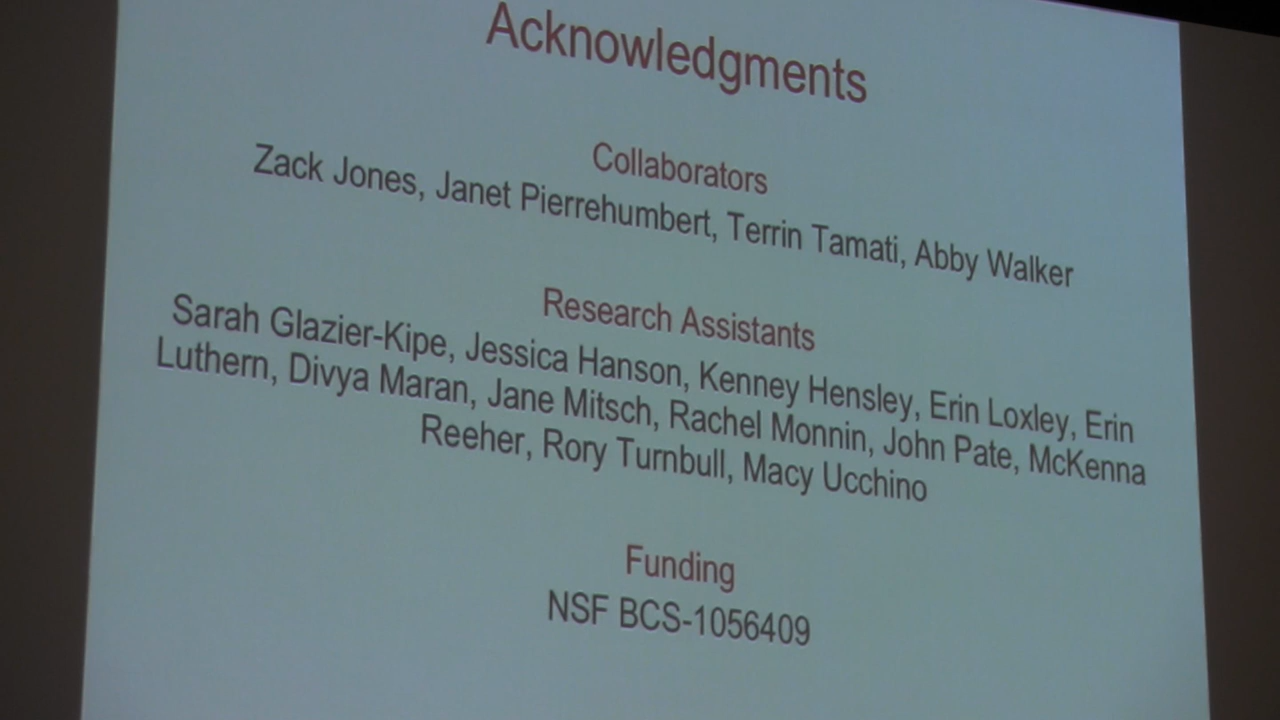 Acknowledgments
Collaborators
Zack Jones, Janet Pierrehumbert, Terrin Tamati, Abby Walker
Research Assistants
Sarah Glazier-Kipe, Jessica Hanson, Kenney Hensley, Erin Loxley, Erin
Luthern, Divya Maran, Jane Mitsch, Rachel Monnin, John Pate, McKenna
Reeher, Rory Turnbull, Macy Ucchino
Funding
NSF BCS-1056409